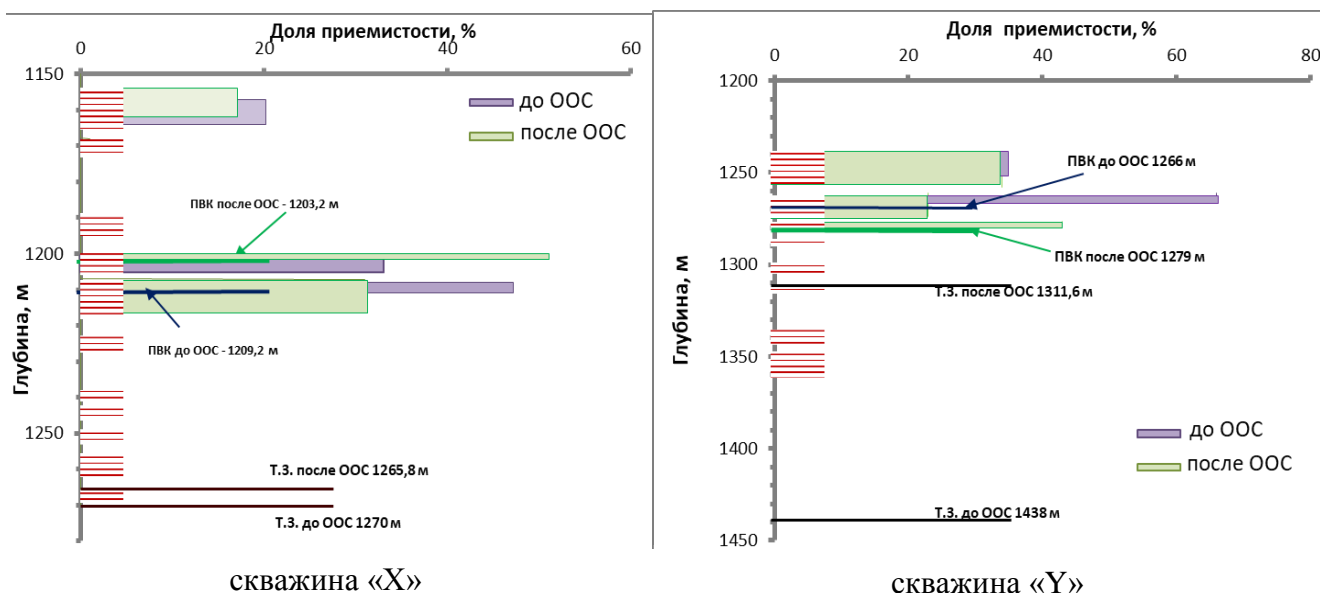 Доля приемистости, %
0
20
40
60
1150
1200
1250
Глубина, м
до ООС
после ООС
ПВК после ООС - 1203,2 м
ПВК до ООС - 1209,2 м
Т.З. после ООС 1265,8 м
Т.З. до ООС 1270 м
скважина «X»
Доля приемистости, %
0
20
40
60
80
1200
1250
1300
1350
1400
1450
Глубина, м
ПВК до ООС 1266 м
ПВК после ООС 1279 м
Т.З. после ООС 1311,6 м
до ООС
после ООС
Т.З. до ООС 1438 м
скважина «Y»